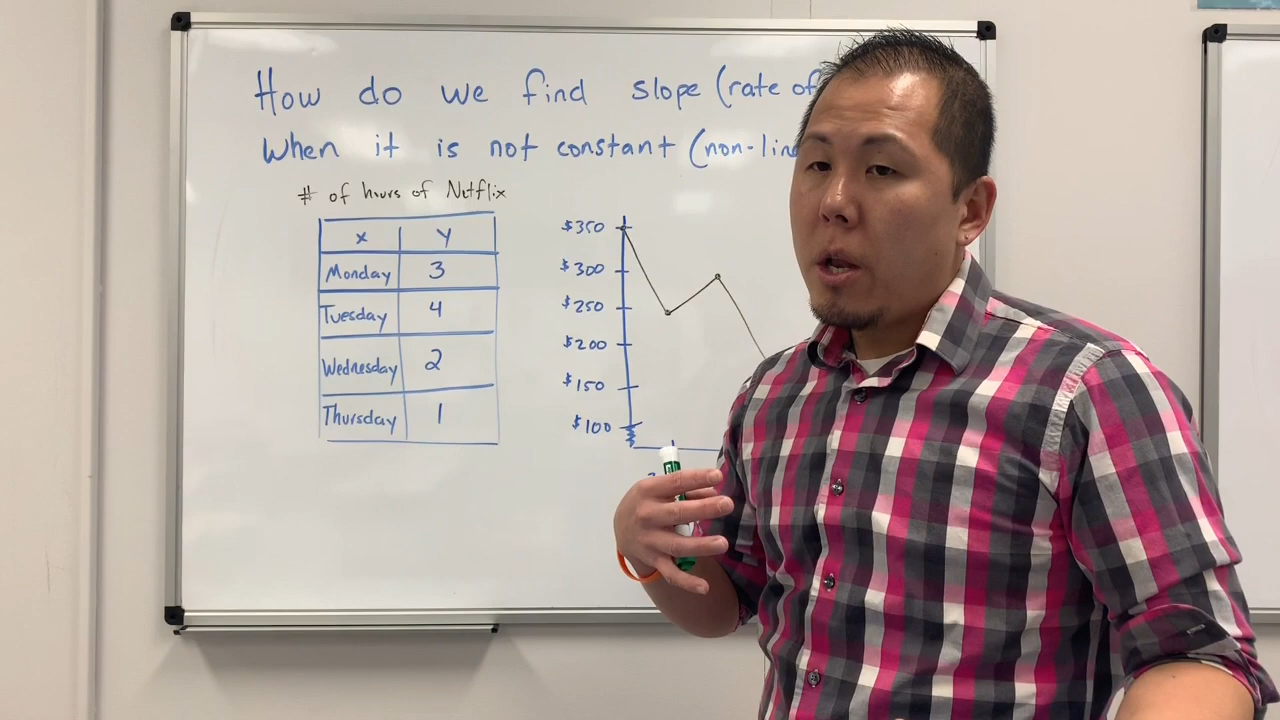 How do we find slope (rate of
When it is not constant (non-line
# of hours of Netflix
x Y
Monday 3
Tuesday 4
Wednesday 2
Thursday 1
$350
$300
$250
$200
$150
$100